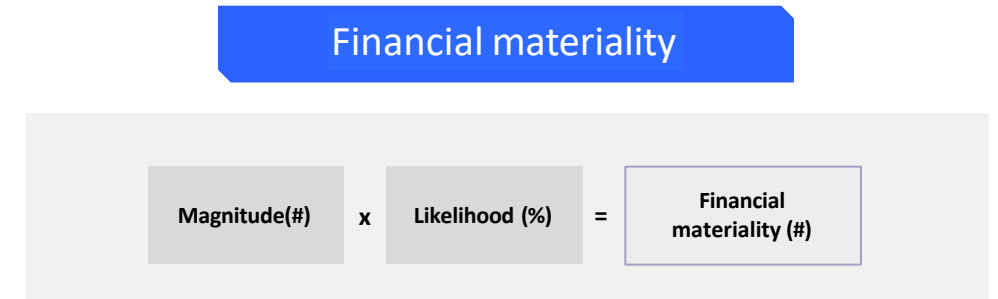 Financial materiality
Magnitude(#) x Likelihood (%) = Financial
materiality (#)